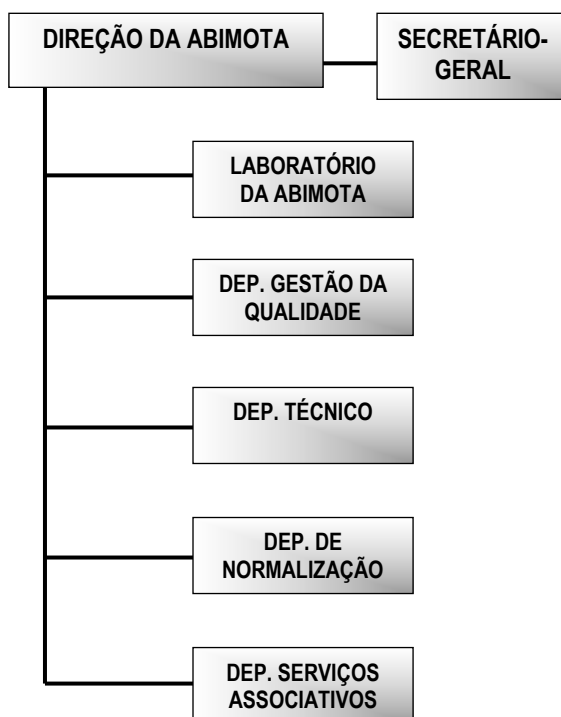 DIREÇÃO DA ABIMOTA
SECRETÁRIO-
GERAL
LABORATÓRIO
DA ABIMOTA
DEP. GESTÃO DA
QUALIDADE
DEP. TÉCNICO
DEP. DE
NORMALIZAÇÃO
DEP. SERVIÇOS
ASSOCIATIVOS